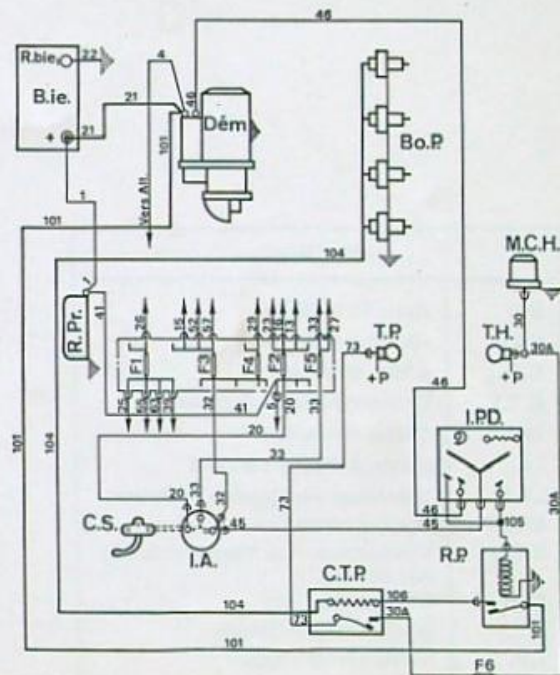 46
R.bie. 22
B.ie.
+ 21
21
4
46
Dém
101
Vers Alt
1
101
104
Bo.P.
M.C.H.
30
R.Pr.
41
26
15
52
57
29
23
16
13
33
27
F1
F3
F4
F2
F5
73
T.P.
+P
T.H.
30A
+P
25
32
41
6
20
33
20
33
46
I.P.D.
101
104
73
30A
C.S.
20
33
32
45
I.A.
46
45
105
R.P.
C.T.P.
104
73
106
30A
101
101
F6